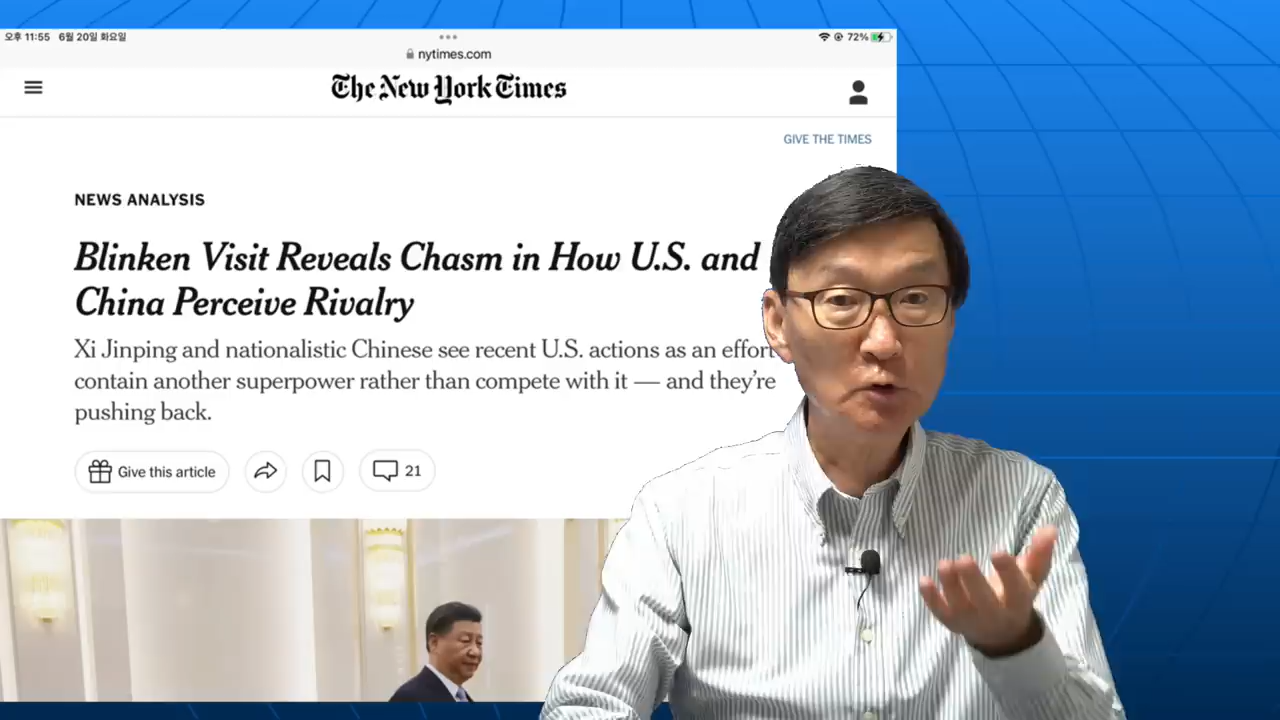 오후 11:55 6월 20일 화요일
72%
nytimes.com
The New York Times
GIVE THE TIMES
NEWS ANALYSIS
Blinken Visit Reveals Chasm in How U.S. and
China Perceive Rivalry
Xi Jinping and nationalistic Chinese see recent U.S. actions as an effort
contain another superpower rather than compete with it — and they're
pushing back.
Give this article
21